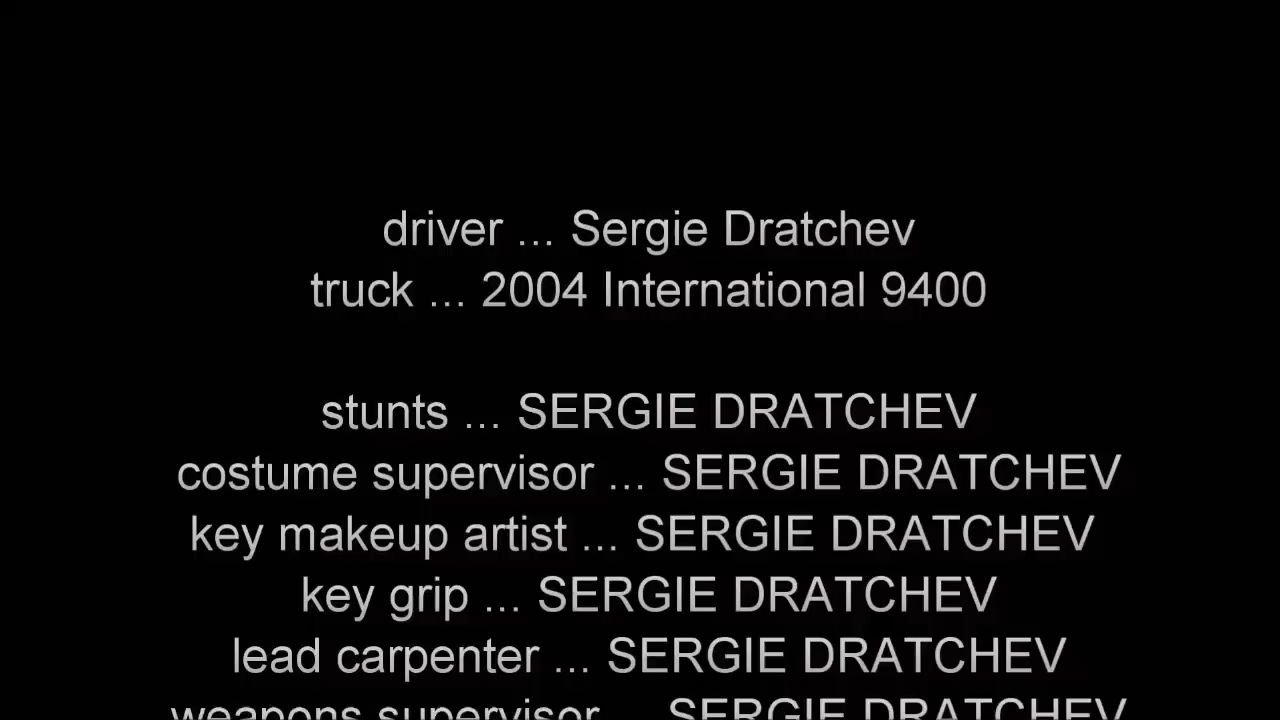 driver ... Sergie Dratchev
truck ... 2004 International 9400
stunts ... SERGIE DRATCHEV
costume supervisor ... SERGIE DRATCHEV
key makeup artist ... SERGIE DRATCHEV
key grip ... SERGIE DRATCHEV
lead carpenter ... SERGIE DRATCHEV
weapons supervisor ... SERGIE DRATCHEV